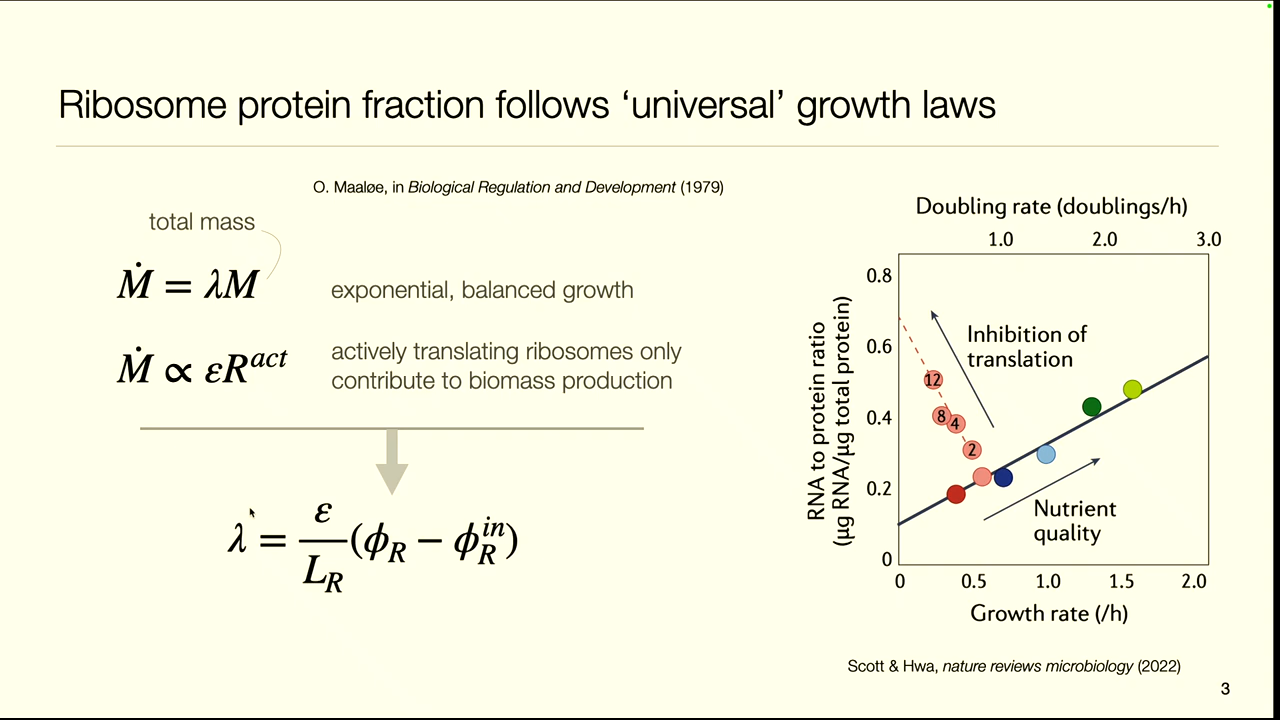 Ribosome protein fraction follows ‘universal’ growth laws
O. Maaløe, in Biological Regulation and Development (1979)
total mass
Ṁ = λM
exponential, balanced growth
Ṁ ∝ εR^{act}
actively translating ribosomes only
contribute to biomass production
λ = \frac{ε}{L_R}(ϕ_R − ϕ_R^{in})
Doubling rate (doublings/h)
1.0 2.0 3.0
RNA to protein ratio
(µg RNA/µg total protein)
0.8
0.6
0.4
0.2
0
Inhibition of
translation
12
8
4
2
Nutrient
quality
0 0.5 1.0 1.5 2.0
Growth rate (/h)
Scott & Hwa, nature reviews microbiology (2022)
3